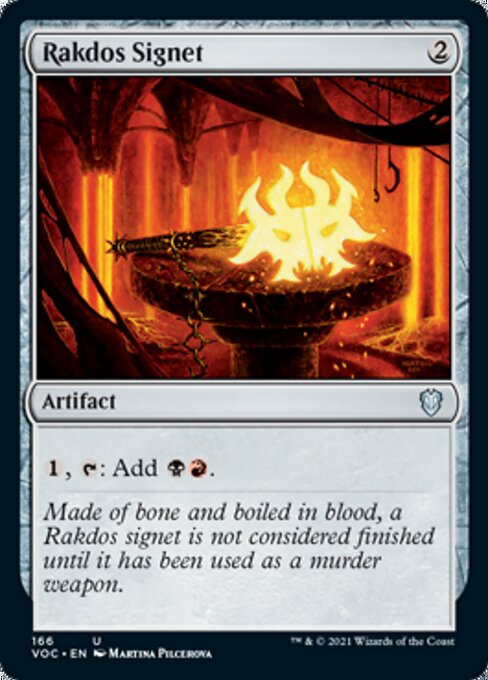 Rakdos Signet 2
Artifact
1, : Add .
Made of bone and boiled in blood, a
Rakdos signet is not considered finished
until it has been used as a murder
weapon.
166 U ™ & © 2021 Wizards of the Coast
VOC • EN Martina Pilcerova